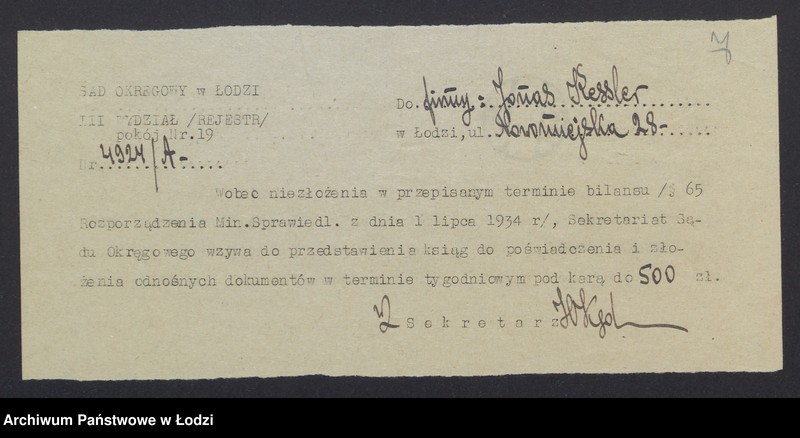 7
SĄD OKRĘGOWY w ŁODZI
III WYDZIAŁ /REJESTR/
pokój Nr.19
Nr. 4921/A-
Do firmy: Jonas Kessler
w Łodzi, ul. Nowomiejska 28-
Wobec niezłożenia w przepisanym terminie bilansu /§ 65
Rozporządzenia Min.Sprawiedl. z dnia 1 lipca 1934 r/, Sekretariat Są-
du Okręgowego wzywa do przedstawienia ksiąg do poświadczenia i zło-
żenia odnośnych dokumentów w terminie tygodniowym pod karą do 500 zł.
Sekretarz
Archiwum Państwowe w Łodzi